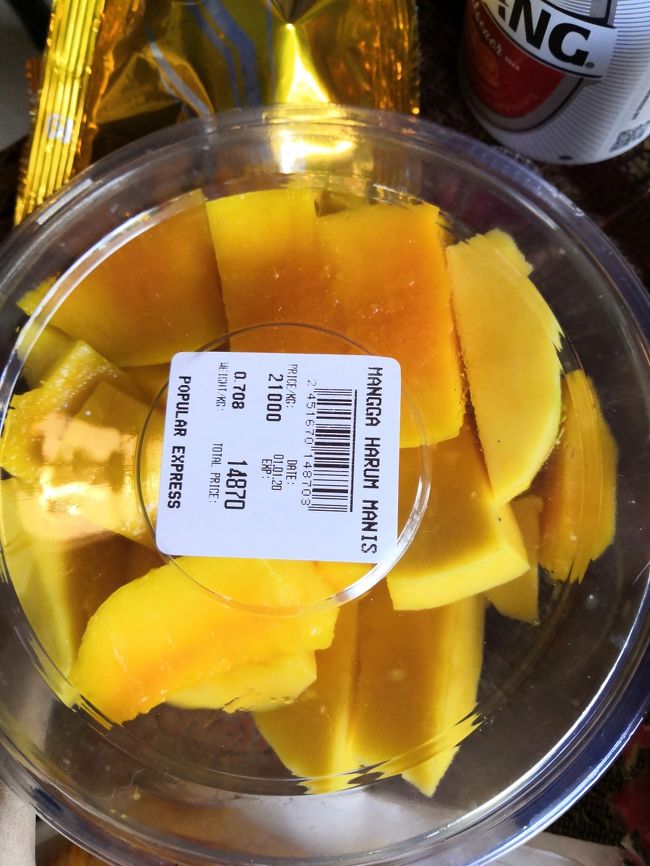 MANGGA HARUM MANIS
2451670148703
PRICE/KG:
21000
DATE:
01.01.20
EXP:
WEIGHT/KG:
0.708
TOTAL PRICE:
14870
POPULAR EXPRESS
NG